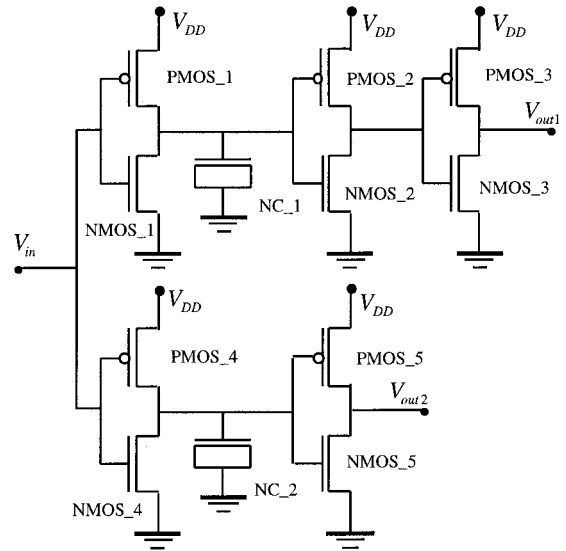 V_DD V_DD V_DD
PMOS_1 PMOS_2 PMOS_3
V_out1
NC_1 NMOS_2 NMOS_3
NMOS_1
V_in
V_DD V_DD
PMOS_4 PMOS_5
V_out2
NMOS_5
NC_2
NMOS_4